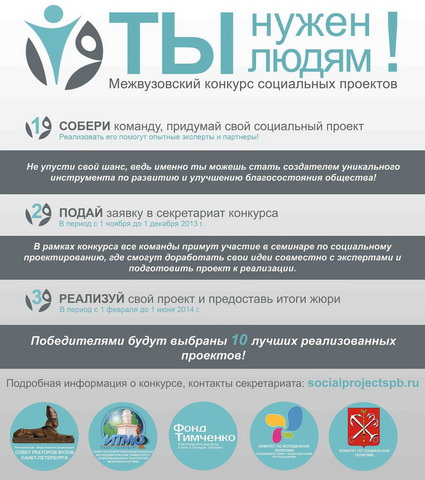 ТЫ нужен людям!
Межвузовский конкурс социальных проектов
1 СОБЕРИ команду, придумай свой социальный проект
Реализовать его помогут опытные эксперты и партнеры!
Не упусти свой шанс, ведь именно ты можешь стать создателем уникального
инструмента по развитию и улучшению благосостояния общества!
2 ПОДАЙ заявку в секретариат конкурса
В период с 1 ноября до 1 декабря 2013 г.
В рамках конкурса все команды примут участие в семинаре по социальному
проектированию, где смогут доработать свои идеи совместно с экспертами и
подготовить проект к реализации.
3 РЕАЛИЗУЙ свой проект и предоставь итоги жюри
В период с 1 февраля до 1 июня 2014 г.
Победителями будут выбраны 10 лучших реализованных
проектов!
Подробная информация о конкурсе, контакты секретариата: socialprojectspb.ru
СОВЕТ РЕКТОРОВ ВУЗОВ
САНКТ-ПЕТЕРБУРГА
ИТМО
ФОНД
ТИМЧЕНКО
КОМИТЕТ ПО МОЛОДЕЖНОЙ
ПОЛИТИКЕ
КОМИТЕТ ПО СОЦИАЛЬНОЙ
ПОЛИТИКЕ